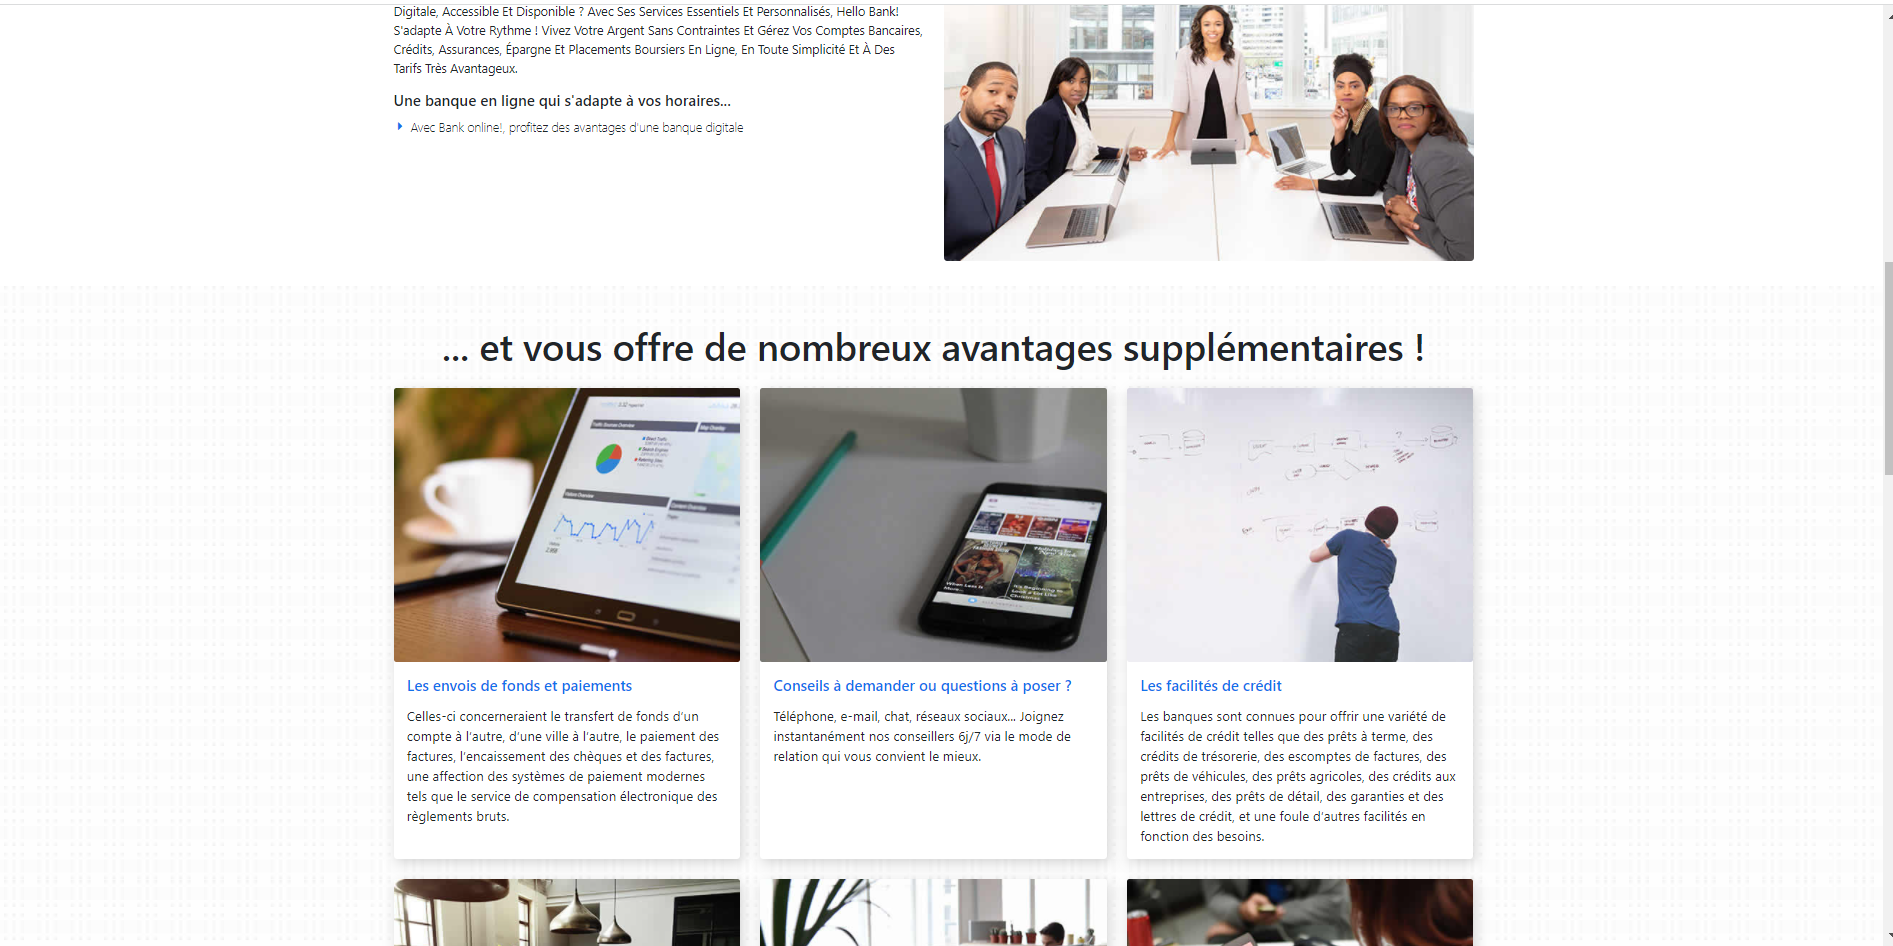 Digitale, Accessible Et Disponible ? Avec Ses Services Essentiels Et Personnalisés, Hello Bank!
S'adapte À Votre Rythme ! Vivez Votre Argent Sans Contraintes Et Gérez Vos Comptes Bancaires,
Crédits, Assurances, Épargne Et Placements Boursiers En Ligne, En Toute Simplicité Et À Des
Tarifs Très Avantageux.
Une banque en ligne qui s'adapte à vos horaires...
Avec Bank online!, profitez des avantages d'une banque digitale
... et vous offre de nombreux avantages supplémentaires !
Les envois de fonds et paiements
Celles-ci concerneraient le transfert de fonds d'un
compte à l'autre, d'une ville à l'autre, le paiement des
factures, l'encaissement des chèques et des factures,
une affection des systèmes de paiement modernes
tels que le service de compensation électronique des
règlements bruts.
Conseils à demander ou questions à poser ?
Téléphone, e-mail, chat, réseaux sociaux... Joignez
instantanément nos conseillers 6j/7 via le mode de
relation qui vous convient le mieux.
Les facilités de crédit
Les banques sont connues pour offrir une variété de
facilités de crédit telles que des prêts à terme, des
crédits de trésorerie, des escomptes de factures, des
prêts de véhicules, des prêts agricoles, des crédits aux
entreprises, des prêts de détail, des garanties et des
lettres de crédit, et une foule d'autres facilités en
fonction des besoins.